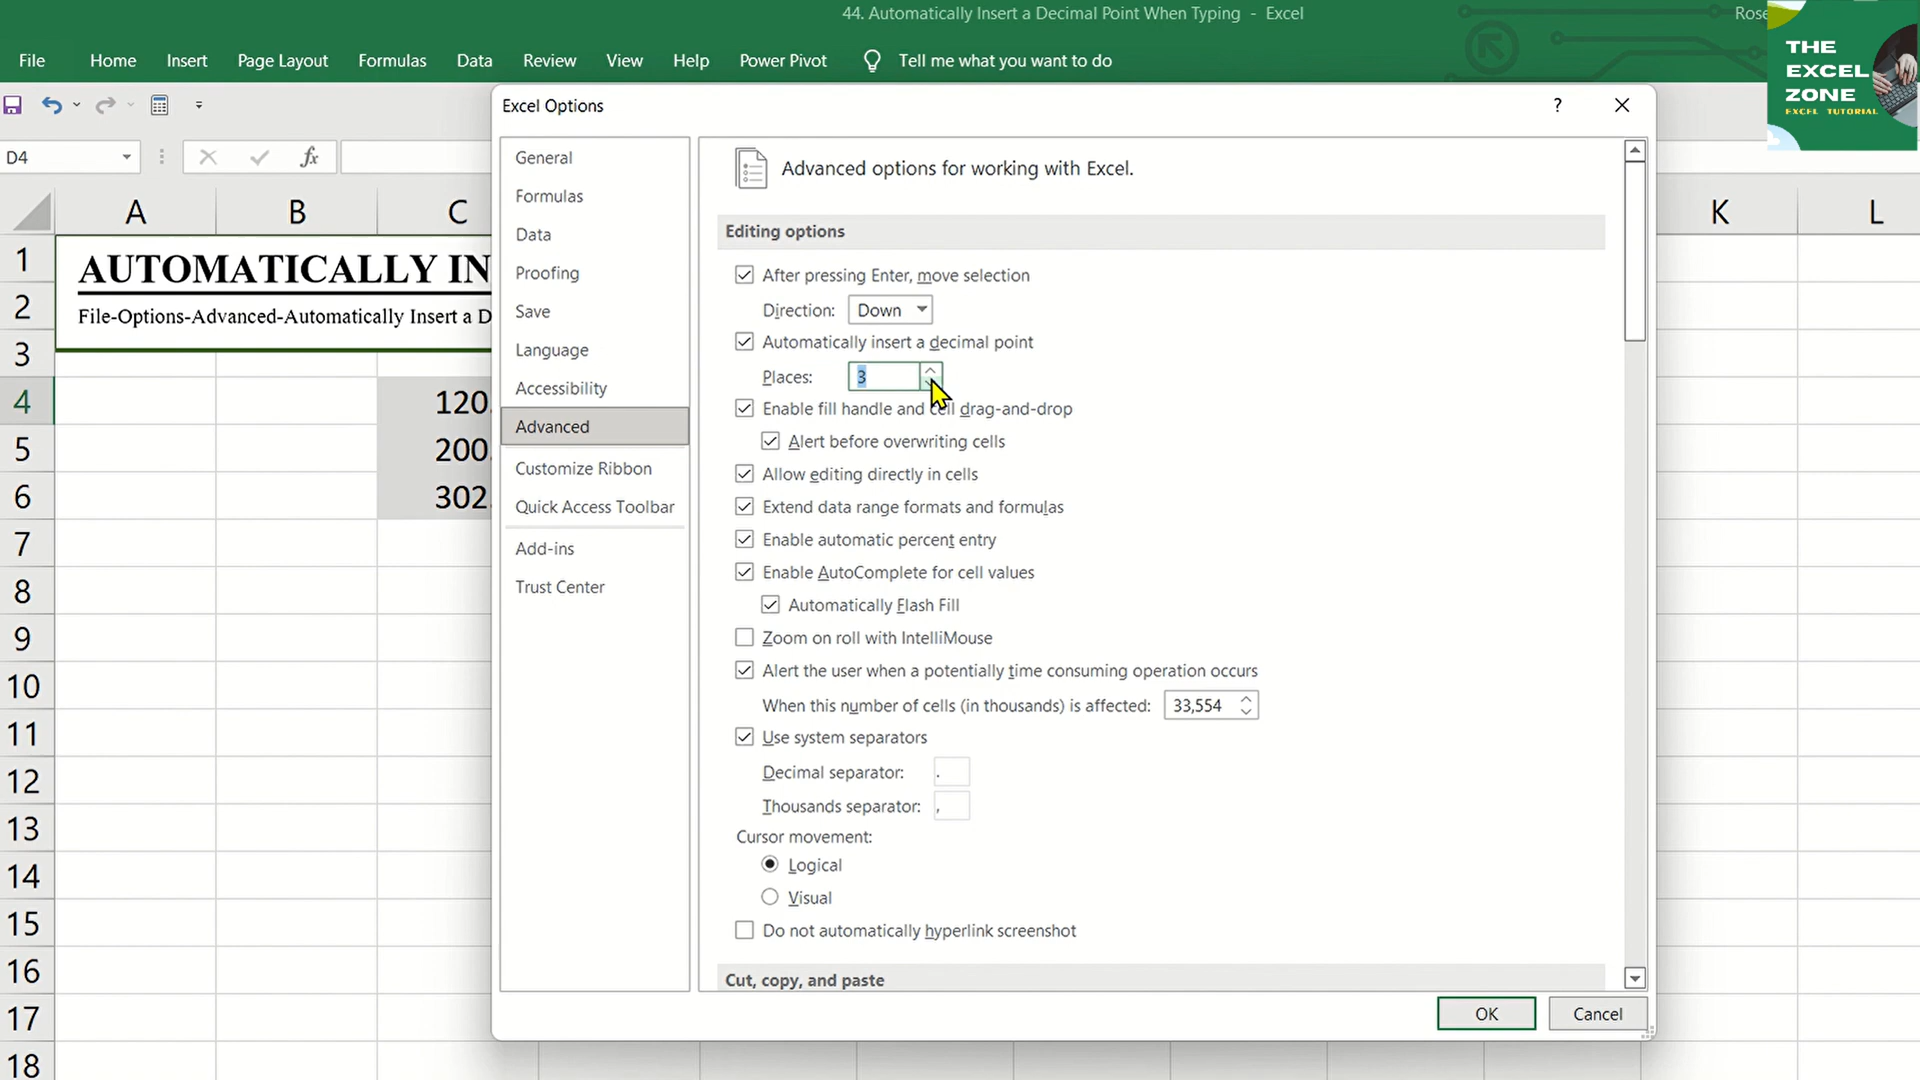 44. Automatically Insert a Decimal Point When Typing - Excel
Rose
THE
EXCEL
ZONE
EXCEL TUTORIAL
File Home Insert Page Layout Formulas Data Review View Help Power Pivot Tell me what you want to do
Excel Options ?
D4 fx
A B C K L
1 AUTOMATICALLY IN
2 File-Options-Advanced-Automatically Insert a D
3
4 120.
5 200.
6 302.
7
8
9
10
11
12
13
14
15
16
17
18
General
Formulas
Data
Proofing
Save
Language
Accessibility
Advanced
Customize Ribbon
Quick Access Toolbar
Add-ins
Trust Center
Advanced options for working with Excel.
Editing options
After pressing Enter, move selection
Direction: Down
Automatically insert a decimal point
Places: 3
Enable fill handle and cell drag-and-drop
Alert before overwriting cells
Allow editing directly in cells
Extend data range formats and formulas
Enable automatic percent entry
Enable AutoComplete for cell values
Automatically Flash Fill
Zoom on roll with IntelliMouse
Alert the user when a potentially time consuming operation occurs
When this number of cells (in thousands) is affected: 33,554
Use system separators
Decimal separator: .
Thousands separator: ,
Cursor movement:
Logical
Visual
Do not automatically hyperlink screenshot
Cut, copy, and paste
OK Cancel